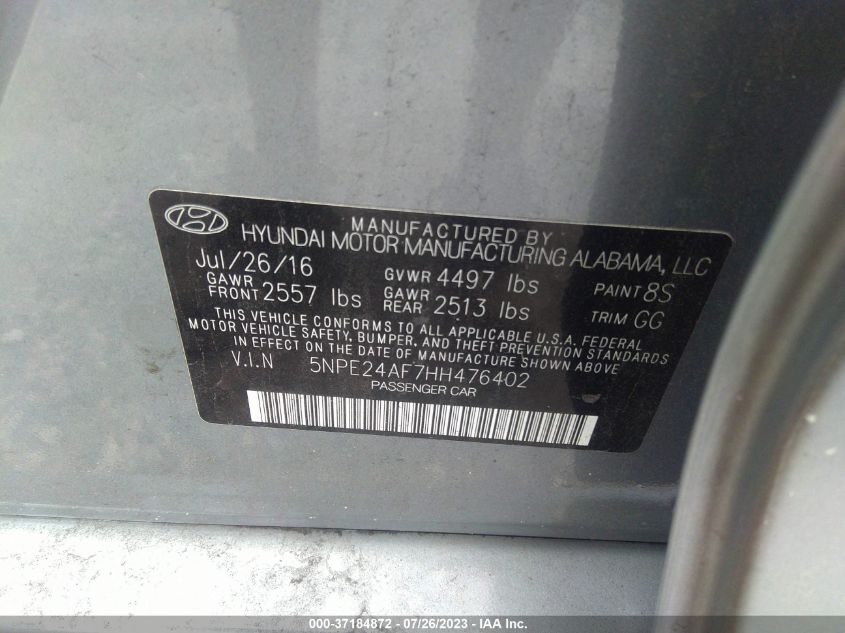 MANUFACTURED BY
HYUNDAI MOTOR MANUFACTURING ALABAMA, LLC
Jul/26/16 GVWR 4497 lbs PAINT 8S
GAWR FRONT 2557 lbs GAWR REAR 2513 lbs TRIM GG
THIS VEHICLE CONFORMS TO ALL APPLICABLE U.S.A. FEDERAL
MOTOR VEHICLE SAFETY, BUMPER, AND THEFT PREVENTION STANDARDS
IN EFFECT ON THE DATE OF MANUFACTURE SHOWN ABOVE.
V.I.N 5NPE24AF7HH476402
PASSENGER CAR
000-37184872 - 07/26/2023 - IAA Inc.